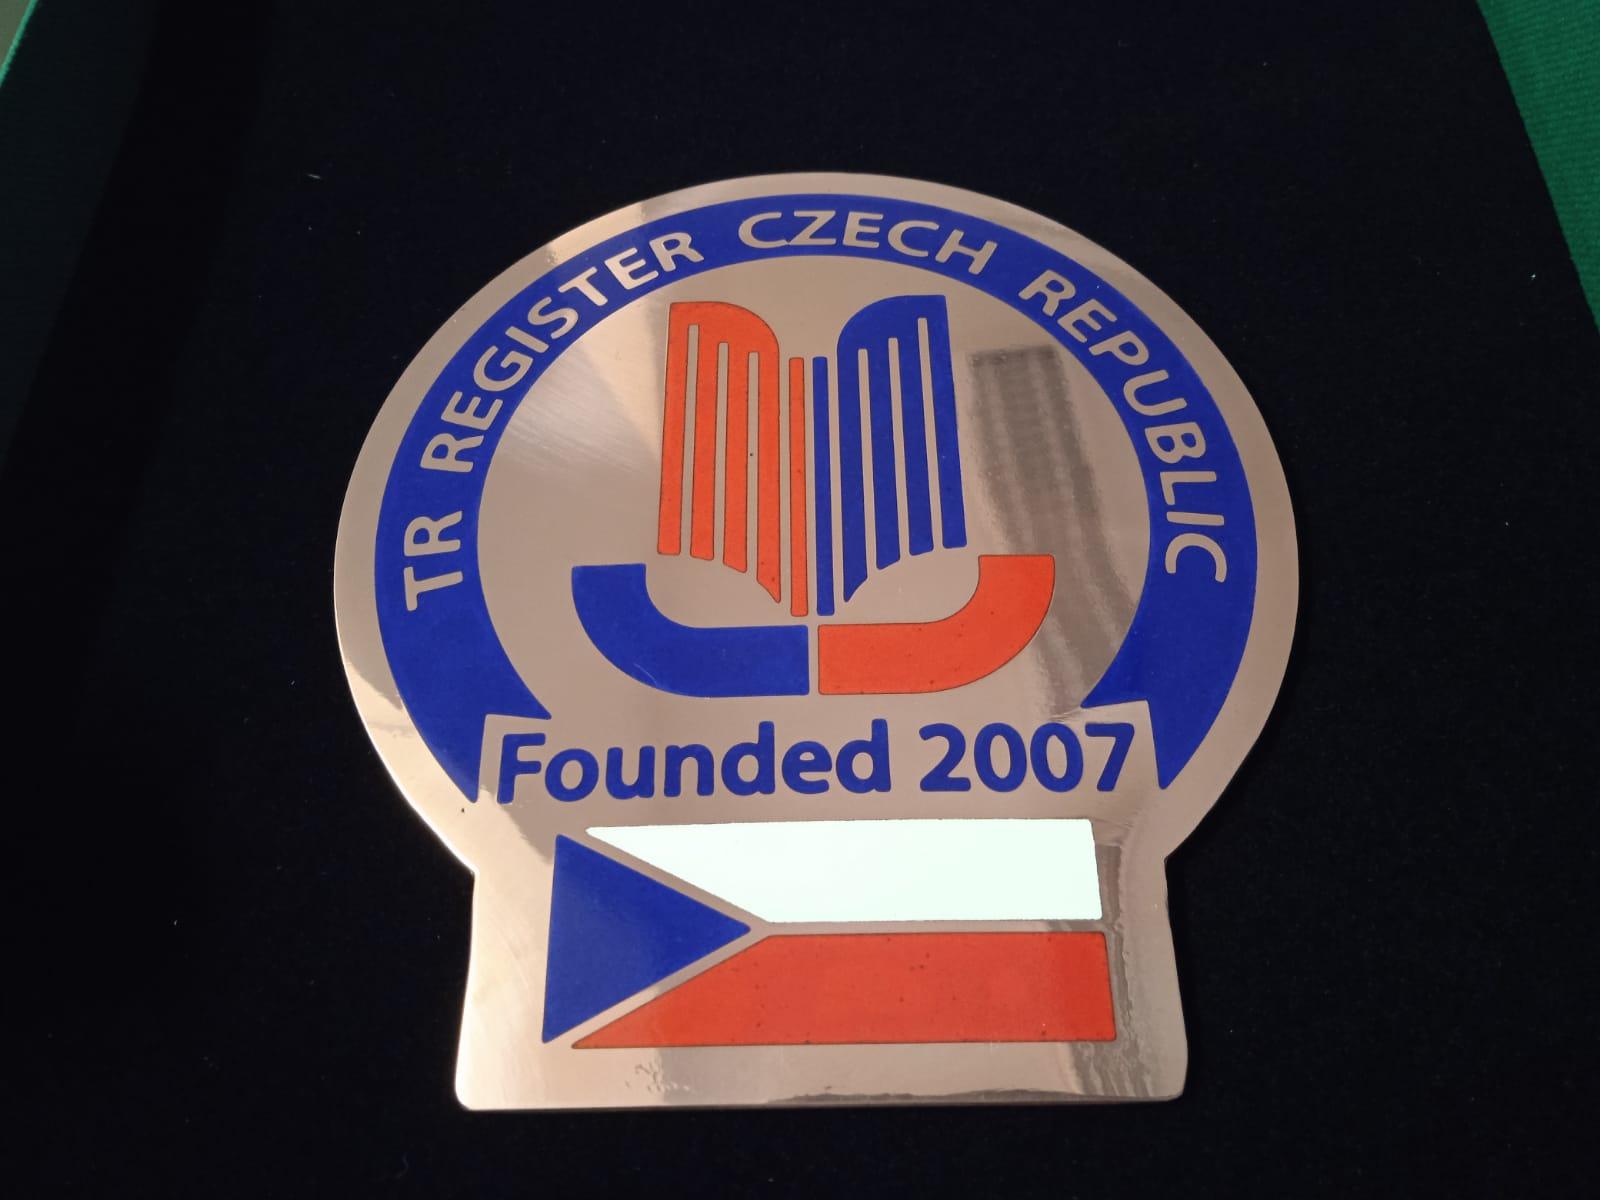 TR REGISTER CZECH REPUBLIC
Founded 2007